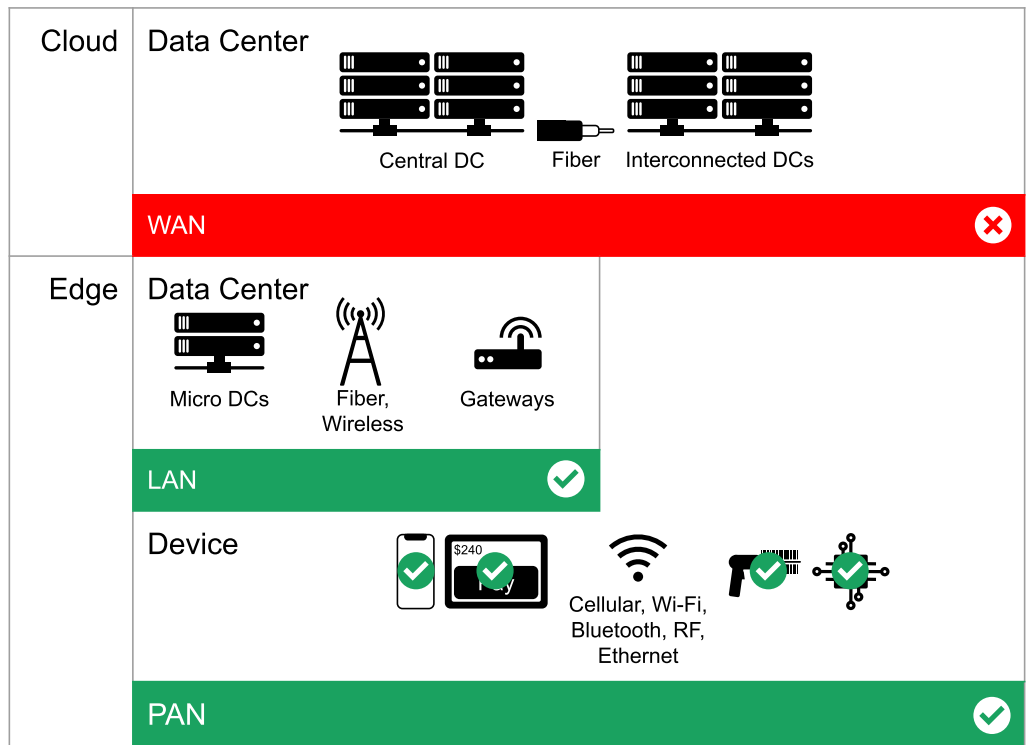 Cloud
Data Center
Central DC
Fiber
Interconnected DCs
WAN
Edge
Data Center
Micro DCs
Fiber,
Wireless
Gateways
LAN
Device
$240
Cellular, Wi-Fi,
Bluetooth, RF,
Ethernet
PAN